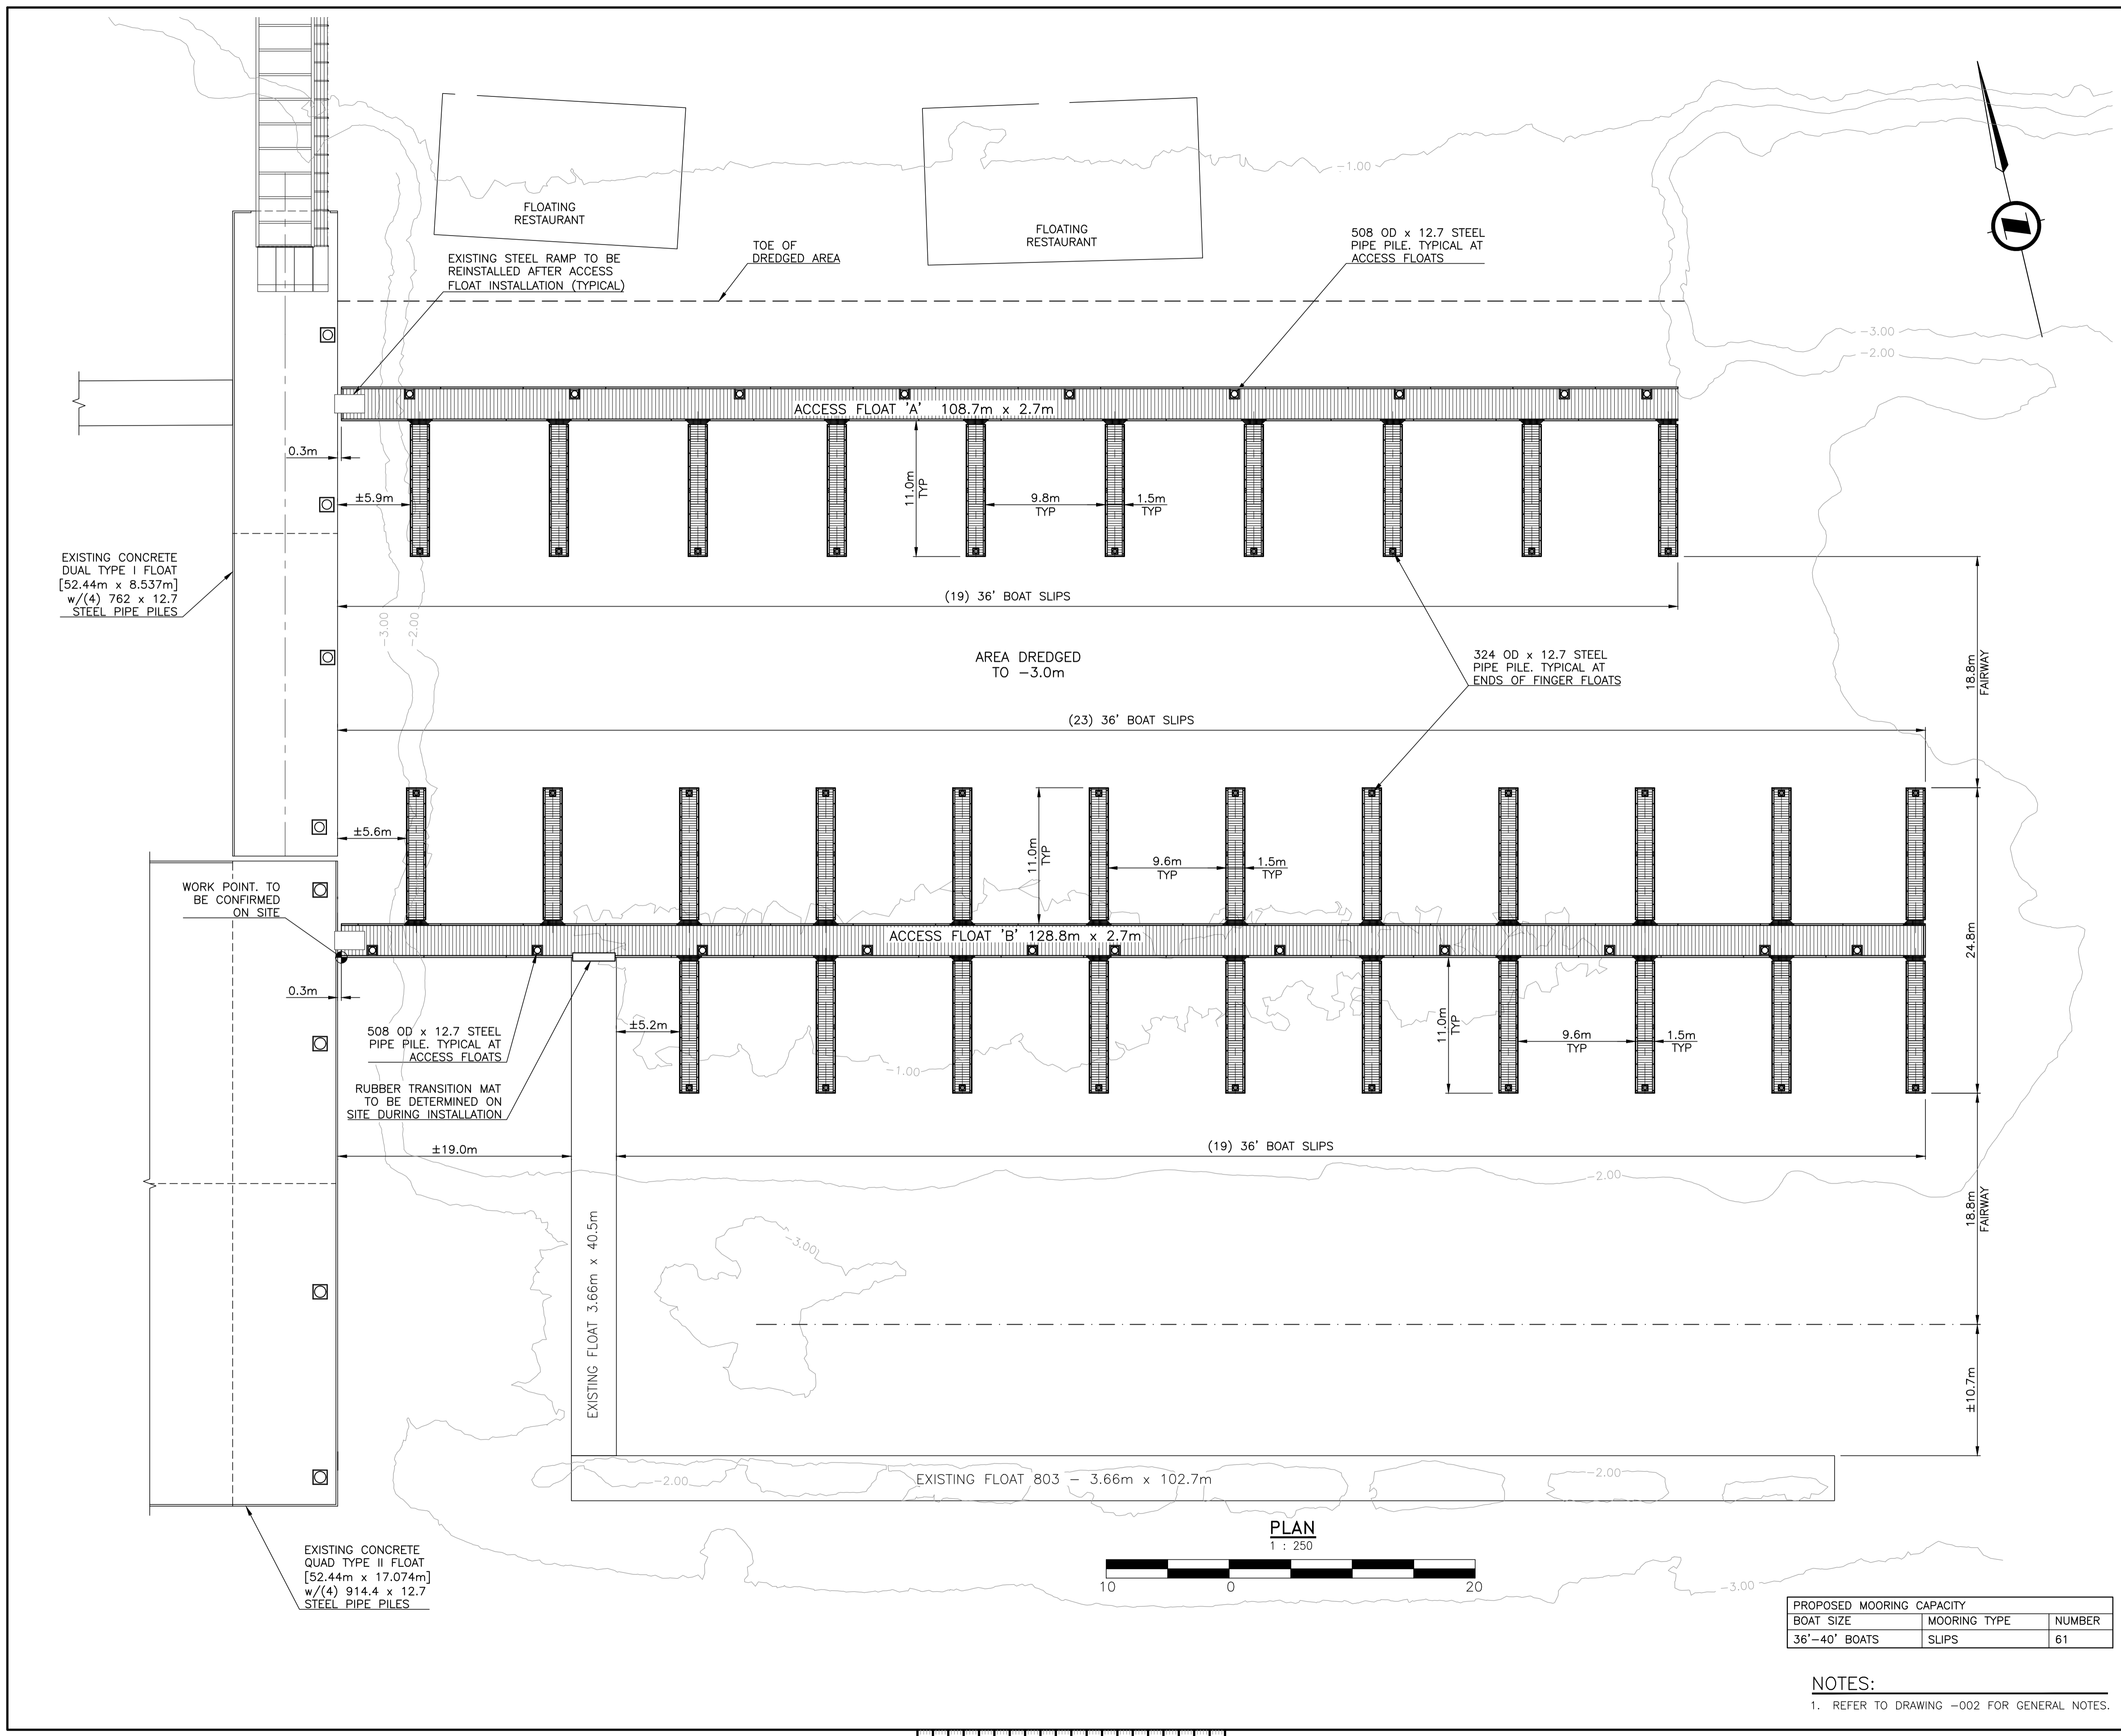 FLOATING
RESTAURANT
FLOATING
RESTAURANT
-1.00
EXISTING STEEL RAMP TO BE
REINSTALLED AFTER ACCESS
FLOAT INSTALLATION (TYPICAL)
TOE OF
DREDGED AREA
508 OD x 12.7 STEEL
PIPE PILE. TYPICAL AT
ACCESS FLOATS
-3.00
-2.00
ACCESS FLOAT 'A' 108.7m x 2.7m
0.3m
±5.9m
11.0m
TYP
9.8m
TYP
1.5m
TYP
EXISTING CONCRETE
DUAL TYPE I FLOAT
[52.44m x 8.537m]
w/(4) 762 x 12.7
STEEL PIPE PILES
(19) 36' BOAT SLIPS
-3.00
-2.00
AREA DREDGED
TO -3.0m
324 OD x 12.7 STEEL
PIPE PILE. TYPICAL AT
ENDS OF FINGER FLOATS
18.8m
FAIRWAY
(23) 36' BOAT SLIPS
±5.6m
11.0m
TYP
9.6m
TYP
1.5m
TYP
WORK POINT. TO
BE CONFIRMED
ON SITE
ACCESS FLOAT 'B' 128.8m x 2.7m
24.8m
0.3m
508 OD x 12.7 STEEL
PIPE PILE. TYPICAL AT
ACCESS FLOATS
±5.2m
11.0m
TYP
9.6m
TYP
1.5m
TYP
-1.00
RUBBER TRANSITION MAT
TO BE DETERMINED ON
SITE DURING INSTALLATION
±19.0m
(19) 36' BOAT SLIPS
-2.00
18.8m
FAIRWAY
-3.00
EXISTING FLOAT 3.66m x 40.5m
±10.7m
-2.00
EXISTING FLOAT 803 - 3.66m x 102.7m
-2.00
PLAN
1 : 250
10 0 20
EXISTING CONCRETE
QUAD TYPE II FLOAT
[52.44m x 17.074m]
w/(4) 914.4 x 12.7
STEEL PIPE PILES
-3.00
PROPOSED MOORING CAPACITY
BOAT SIZE MOORING TYPE NUMBER
36'-40' BOATS SLIPS 61
NOTES:
1. REFER TO DRAWING -002 FOR GENERAL NOTES.